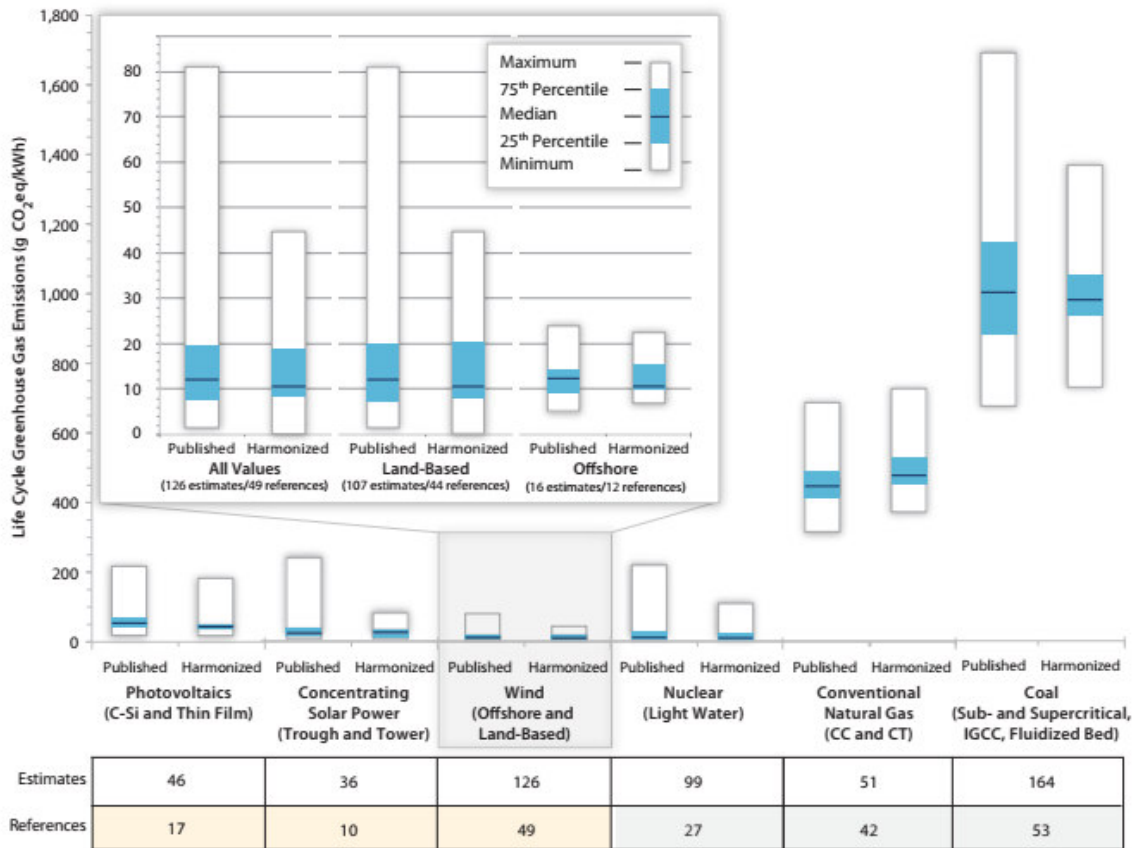 Life Cycle Greenhouse Gas Emissions (g CO₂eq/kWh)
1,800
1,600
1,400
1,200
1,000
800
600
400
200
0
80
70
60
50
40
30
20
10
0
Maximum
75th Percentile
Median
25th Percentile
Minimum
Published Harmonized Published Harmonized Published Harmonized
All Values Land-Based Offshore
(126 estimates/49 references) (107 estimates/44 references) (16 estimates/12 references)
Published Harmonized Published Harmonized Published Harmonized Published Harmonized Published Harmonized Published Harmonized
Photovoltaics Concentrating Wind Nuclear Conventional Coal
(C-Si and Thin Film) Solar Power (Offshore and (Light Water) Natural Gas (Sub- and Supercritical,
(Trough and Tower) Land-Based) (CC and CT) IGCC, Fluidized Bed)
Estimates 46 36 126 99 51 164
References 17 10 49 27 42 53